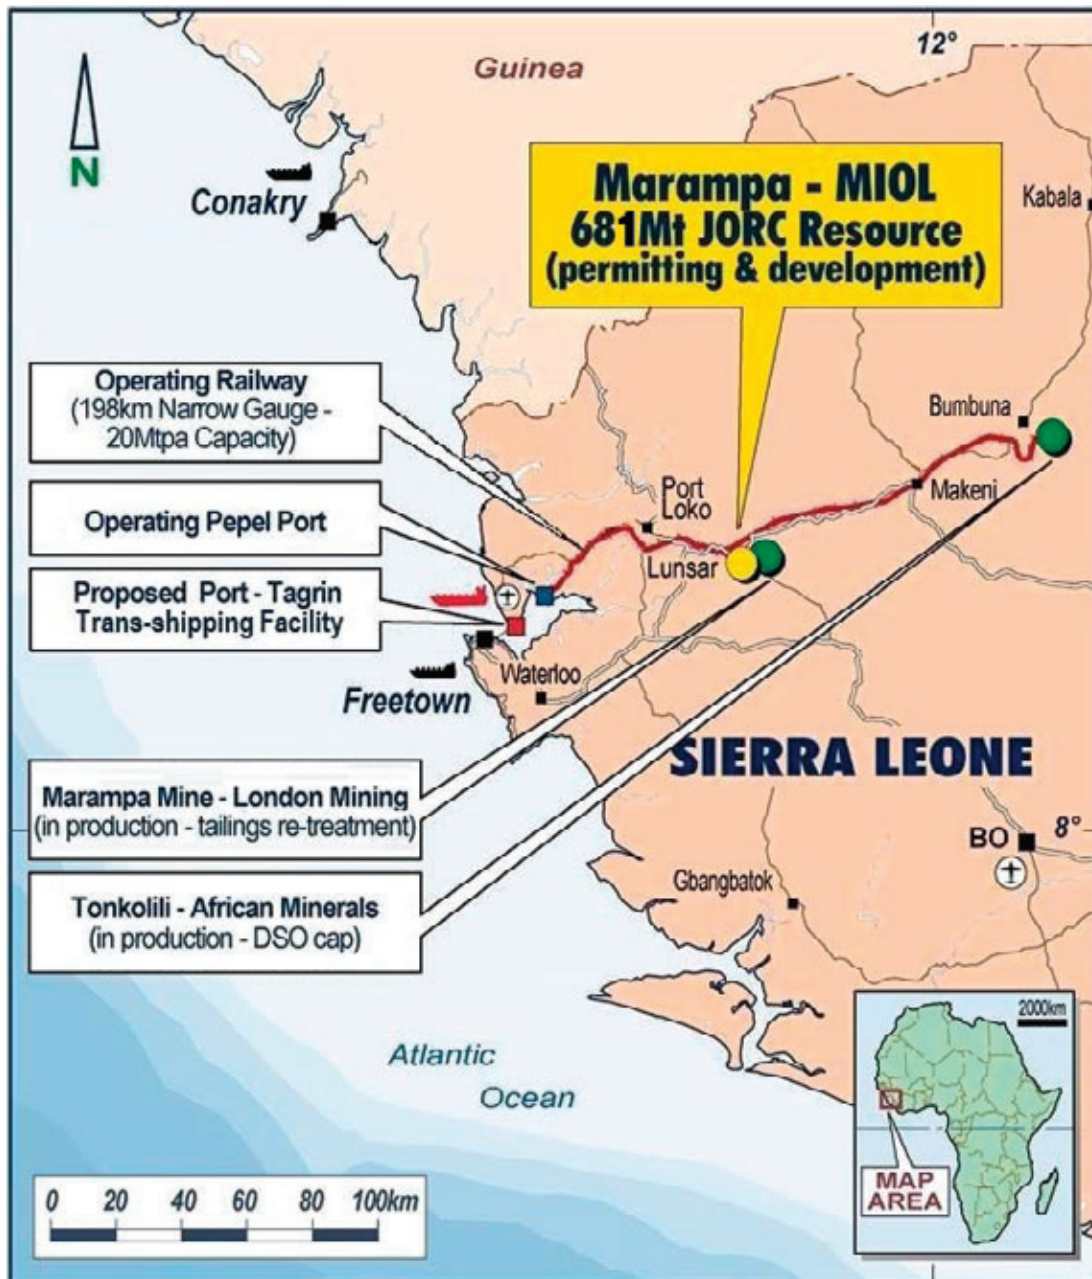 12°
Guinea
N
Conakry
Marampa - MIOL
681Mt JORC Resource
(permitting & development)
Kabala
Operating Railway
(198km Narrow Gauge -
20Mtpa Capacity)
Bumbuna
Port
Loko
Makeni
Operating Pepel Port
Lunsar
Proposed Port - Tagrin
Trans-shipping Facility
Waterloo
Freetown
SIERRA LEONE
Marampa Mine - London Mining
(in production - tailings re-treatment)
BO
8°
Gbangbatok
Tonkolili - African Minerals
(in production - DSO cap)
2000km
Atlantic
Ocean
MAP
AREA
0 20 40 60 80 100km